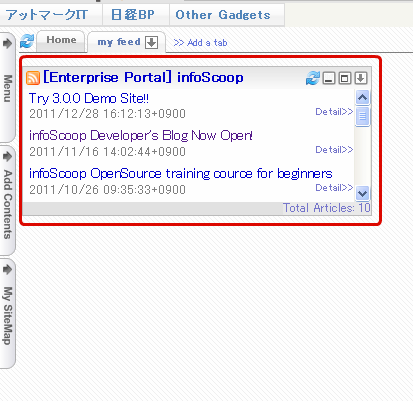 アットマークIT 日経BP Other Gadgets
Home my feed >> Add a tab
Menu
Add Contents
My SiteMap
[Enterprise Portal] infoScoop
Try 3.0.0 Demo Site!!
2011/12/28 16:12:13+0900 Detail>>
infoScoop Developer's Blog Now Open!
2011/11/16 14:02:44+0900 Detail>>
infoScoop OpenSource training cource for beginners
2011/10/26 09:35:33+0900 Detail>>
Total Articles: 10